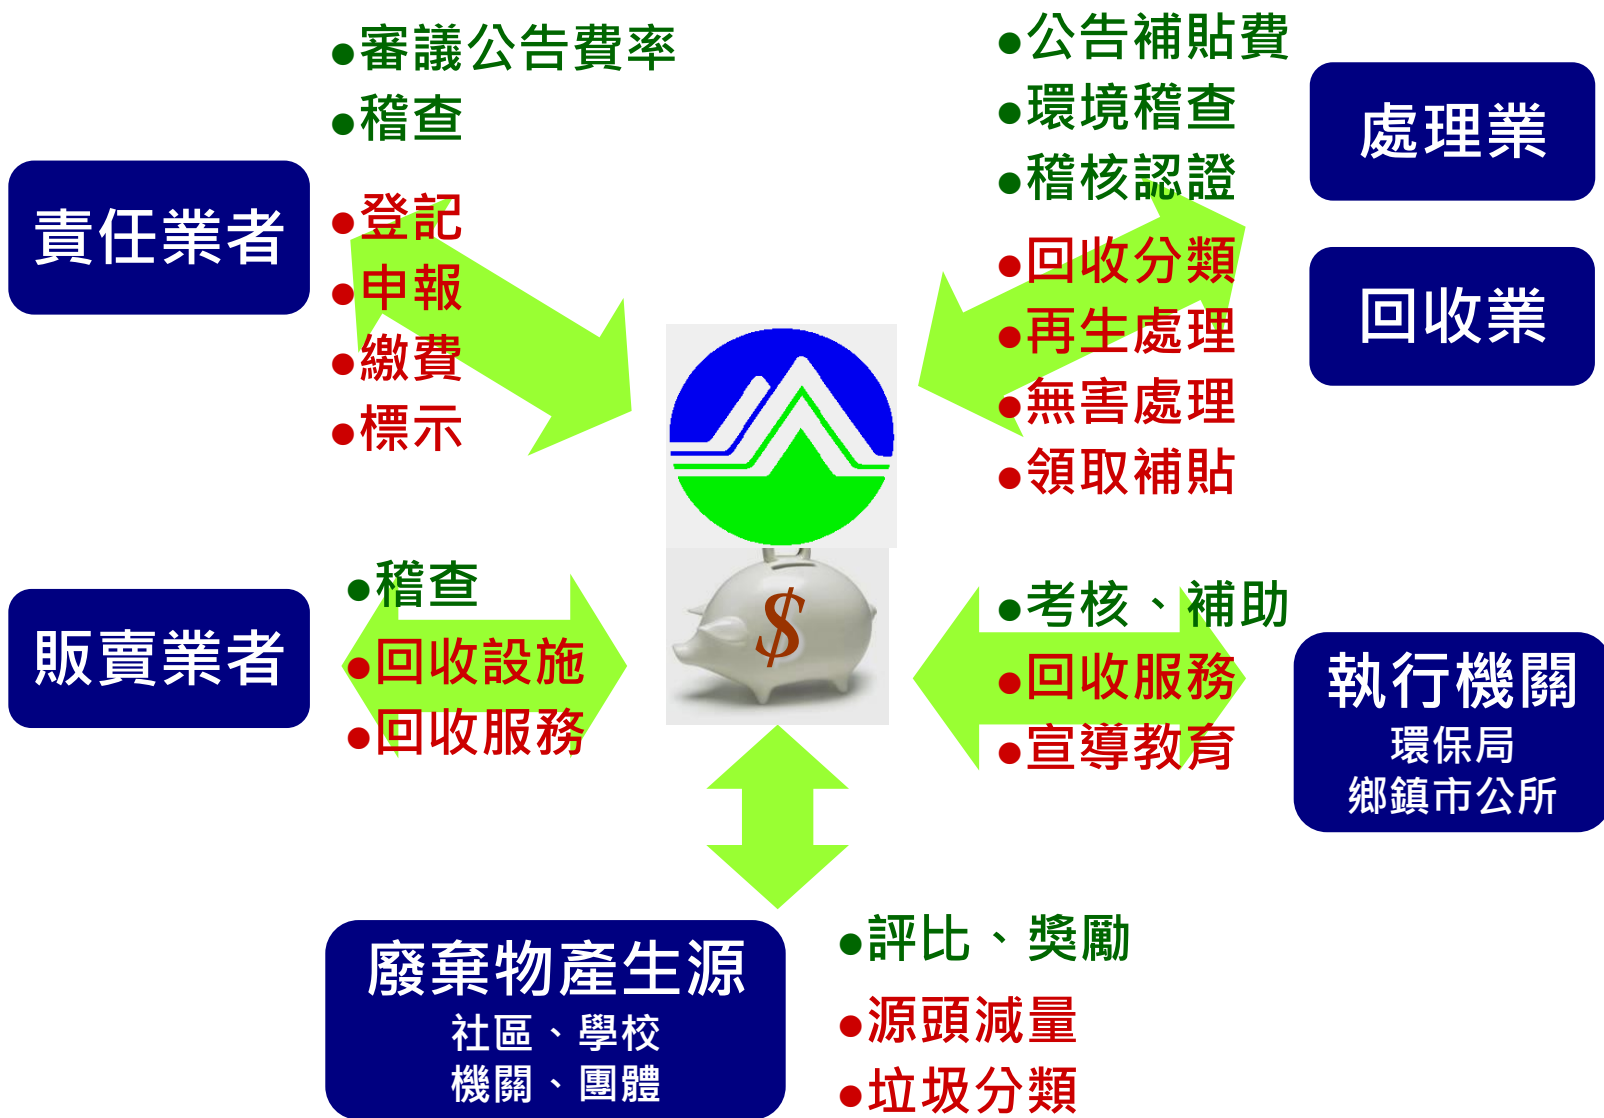 ●審議公告費率
●稽查
責任業者
●登記
●申報
●繳費
●標示
●公告補貼費
●環境稽查
●稽核認證
處理業
●回收分類
●再生處理
●無害處理
●領取補貼
回收業
販賣業者
●稽查
●回收設施
●回收服務
$
●考核、補助
●回收服務
●宣導教育
執行機關
環保局
鄉鎮市公所
廢棄物產生源
社區、學校
機關、團體
●評比、獎勵
●源頭減量
●垃圾分類